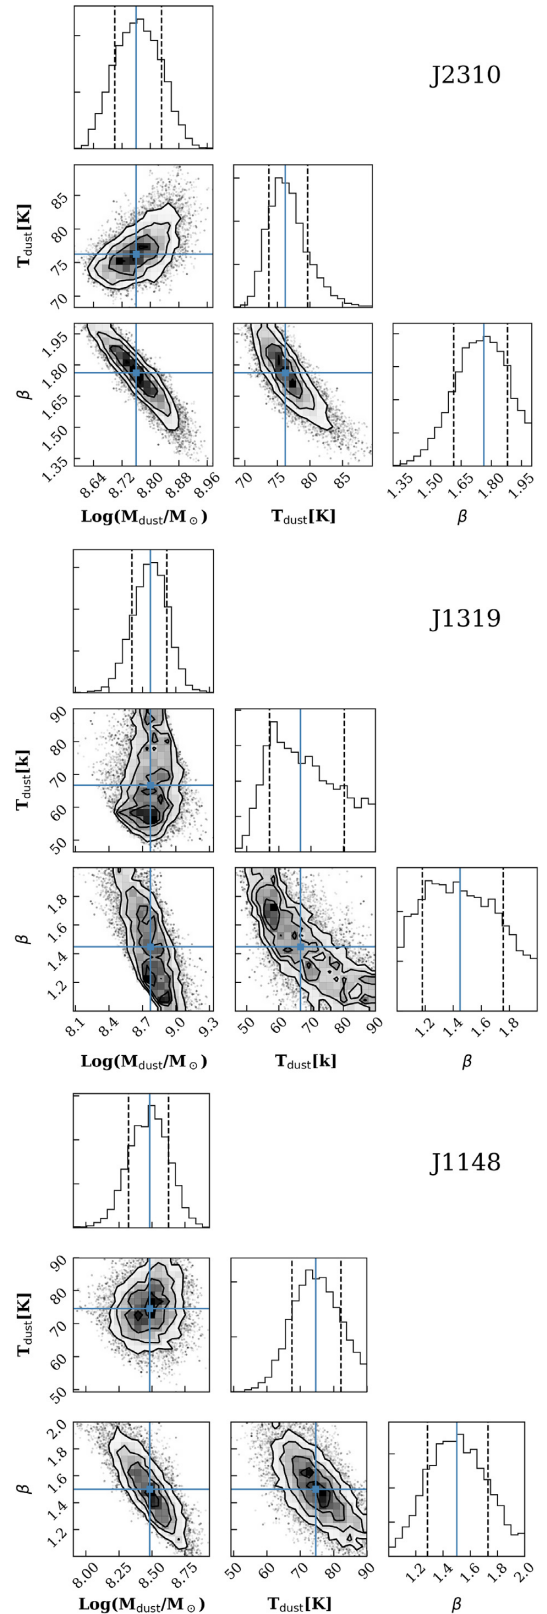 J2310
T_dust[K]
85
80
75
70
β
1.95
1.80
1.65
1.50
1.35
8.64 8.72 8.80 8.88 8.96
70 75 80 85
1.35 1.50 1.65 1.80 1.95
Log(M_dust/M_⊙) T_dust[K] β
J1319
T_dust[k]
90
80
70
60
50
β
1.8
1.6
1.4
1.2
8.1 8.4 8.7 9.0 9.3
50 60 70 80 90
1.2 1.4 1.6 1.8
Log(M_dust/M_⊙) T_dust[k] β
J1148
T_dust[K]
90
80
70
60
50
β
2.0
1.8
1.6
1.4
1.2
8.00 8.25 8.50 8.75
50 60 70 80 90
1.2 1.4 1.6 1.8 2.0
Log(M_dust/M_⊙) T_dust[K] β